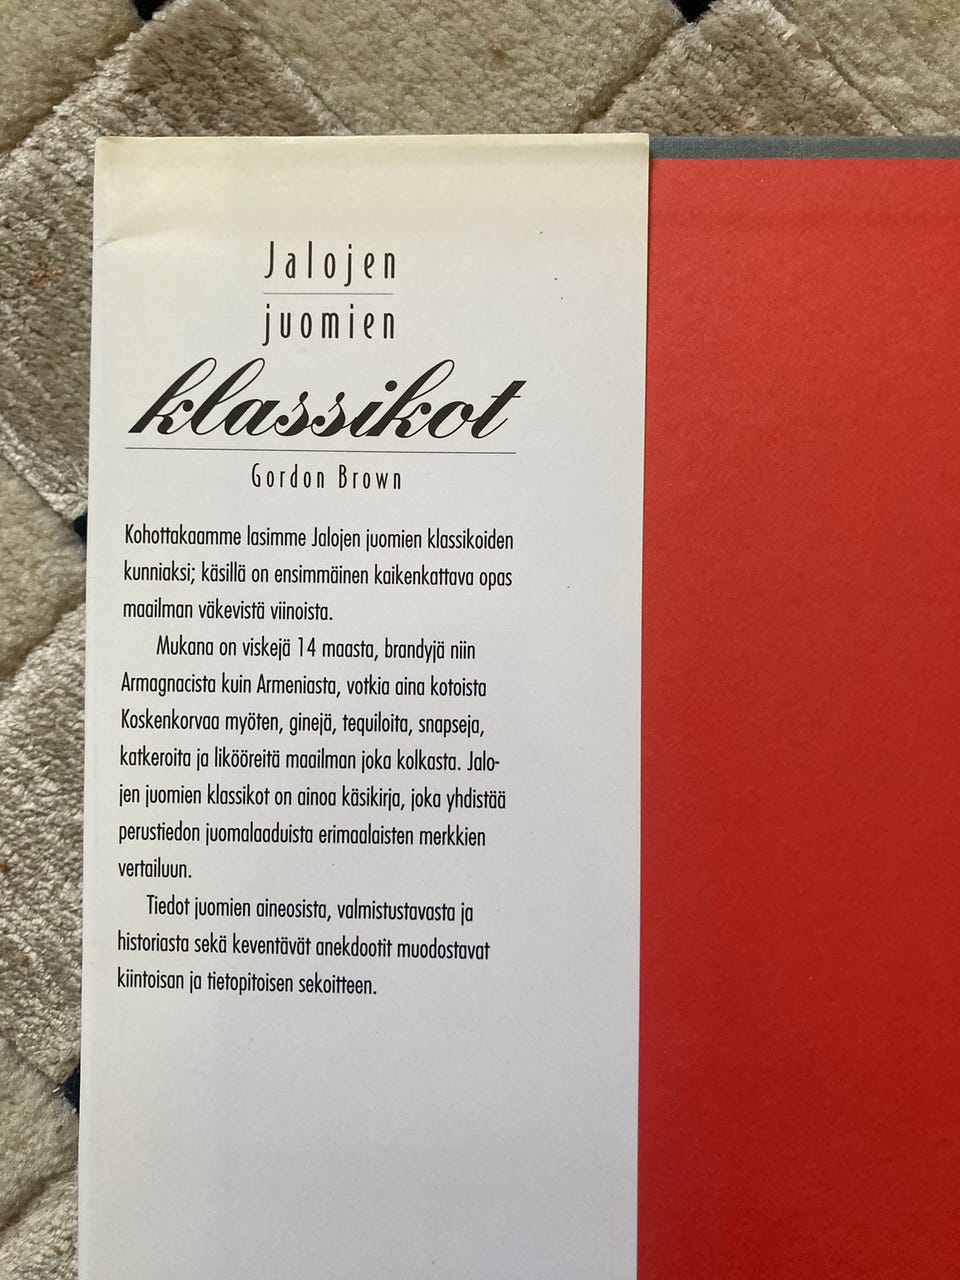 Jalojen
juomien
klassikot
Gordon Brown
Kohottakaamme lasimme Jalojen juomien klassikoiden
kunniaksi; käsillä on ensimmäinen kaikenkattava opas
maailman väkevistä viinoista.
Mukana on viskejä 14 maasta, brandyjä niin
Armagnacista kuin Armeniasta, votkia aina kotoista
Koskenkorvaa myöten, ginejä, tequiloita, snapseja,
katkeroita ja likööreitä maailman joka kolkasta. Jalo-
jen juomien klassikot on ainoa käsikirja, joka yhdistää
perustiedon juomalaaduista erimaalaisten merkkien
vertailuun.
Tiedot juomien aineosista, valmistustavasta ja
historiasta sekä keventävät anekdootit muodostavat
kiintoisan ja tietopitoisen sekoitteen.